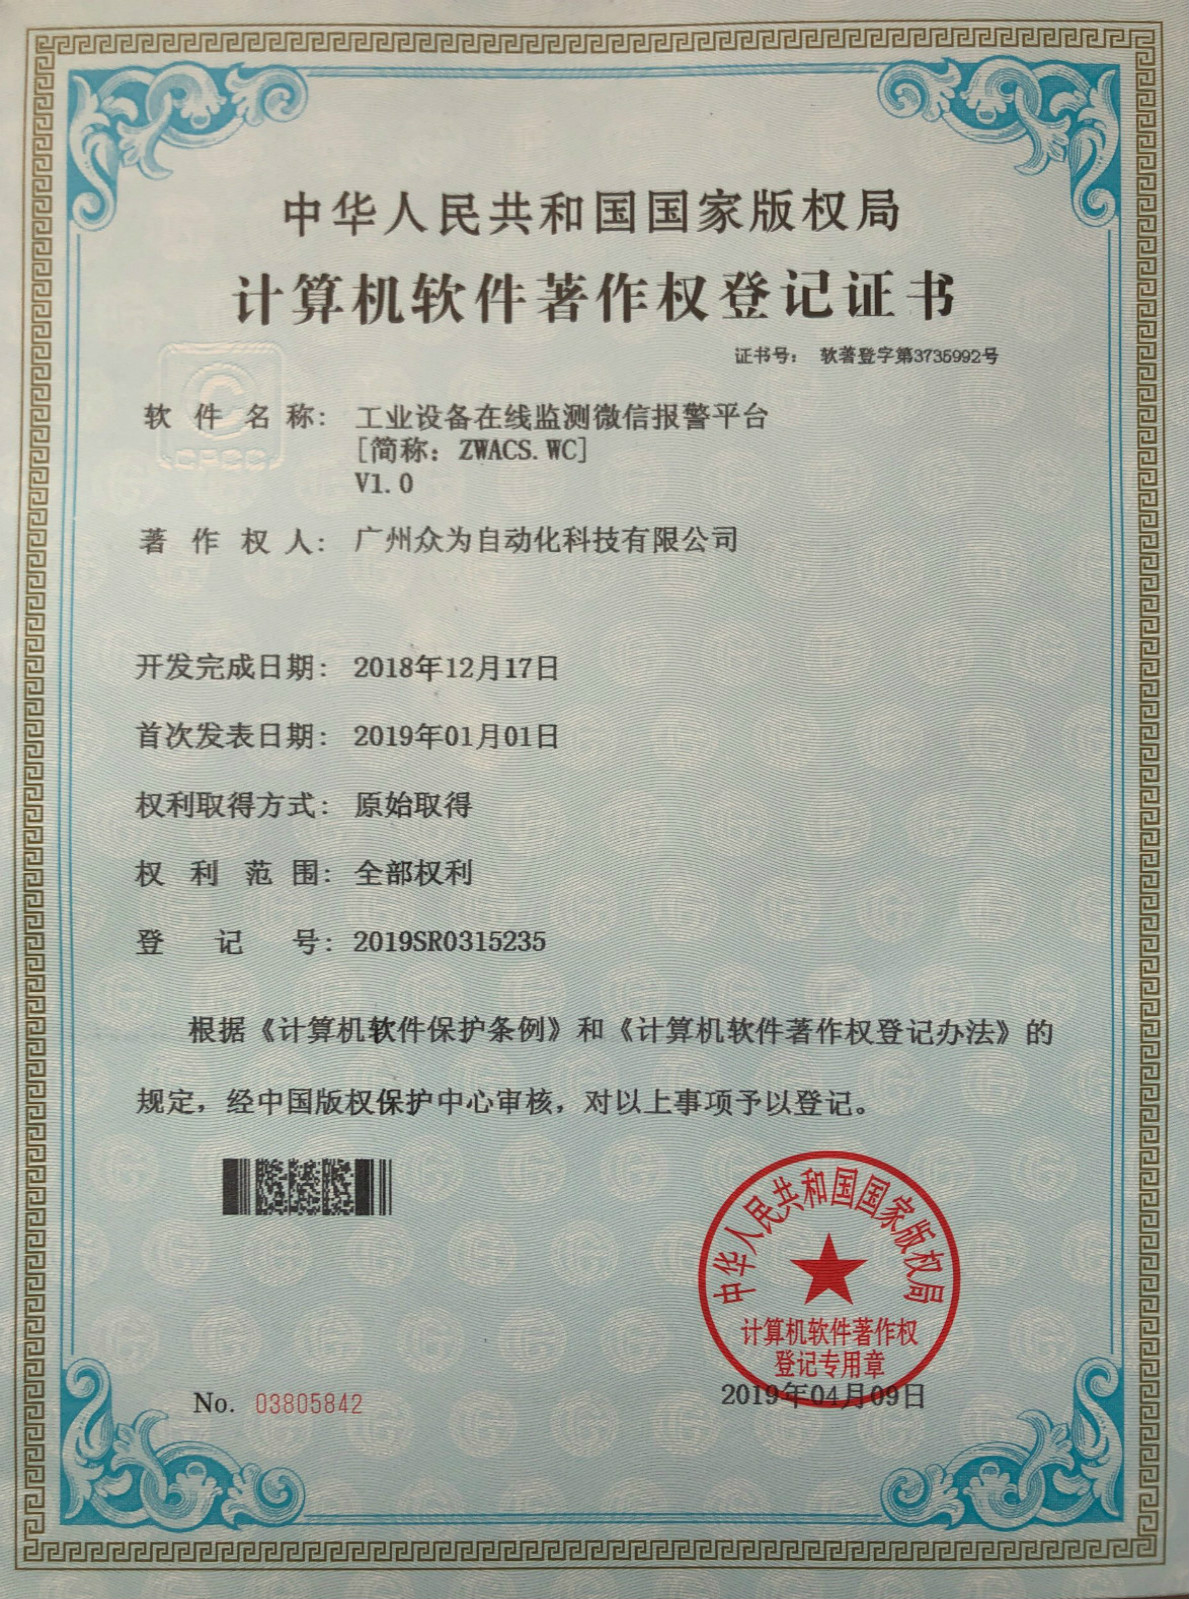 中华人民共和国国家版权局
计算机软件著作权登记证书
证书号： 软著登字第3735992号
CPCC
软件名称： 工业设备在线监测微信报警平台
[简称：ZWACS.WC]
V1.0
著作权人： 广州众为自动化科技有限公司
开发完成日期： 2018年12月17日
首次发表日期： 2019年01月01日
权利取得方式： 原始取得
权利范围： 全部权利
登记号： 2019SR0315235
根据《计算机软件保护条例》和《计算机软件著作权登记办法》的
规定，经中国版权保护中心审核，对以上事项予以登记。
中华人民共和国国家版权局
计算机软件著作权
登记专用章
No. 03805842
2019年04月09日